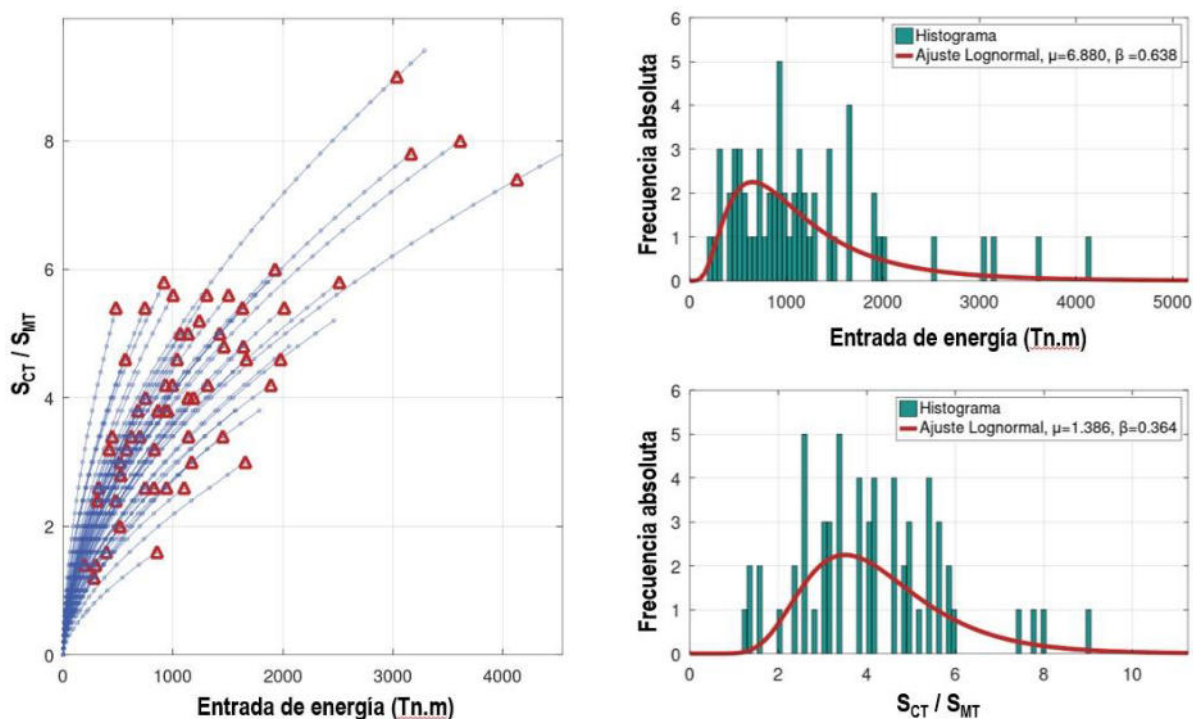 S_CT / S_MT
8
6
4
2
0
0 1000 2000 3000 4000
Entrada de energía (Tn.m)
Frecuencia absoluta
6
5
4
3
2
1
0
Histograma
Ajuste Lognormal, μ=6.880, β =0.638
0 1000 2000 3000 4000 5000
Entrada de energía (Tn.m)
Frecuencia absoluta
6
5
4
3
2
1
0
Histograma
Ajuste Lognormal, μ=1.386, β=0.364
0 2 4 6 8 10
S_CT / S_MT